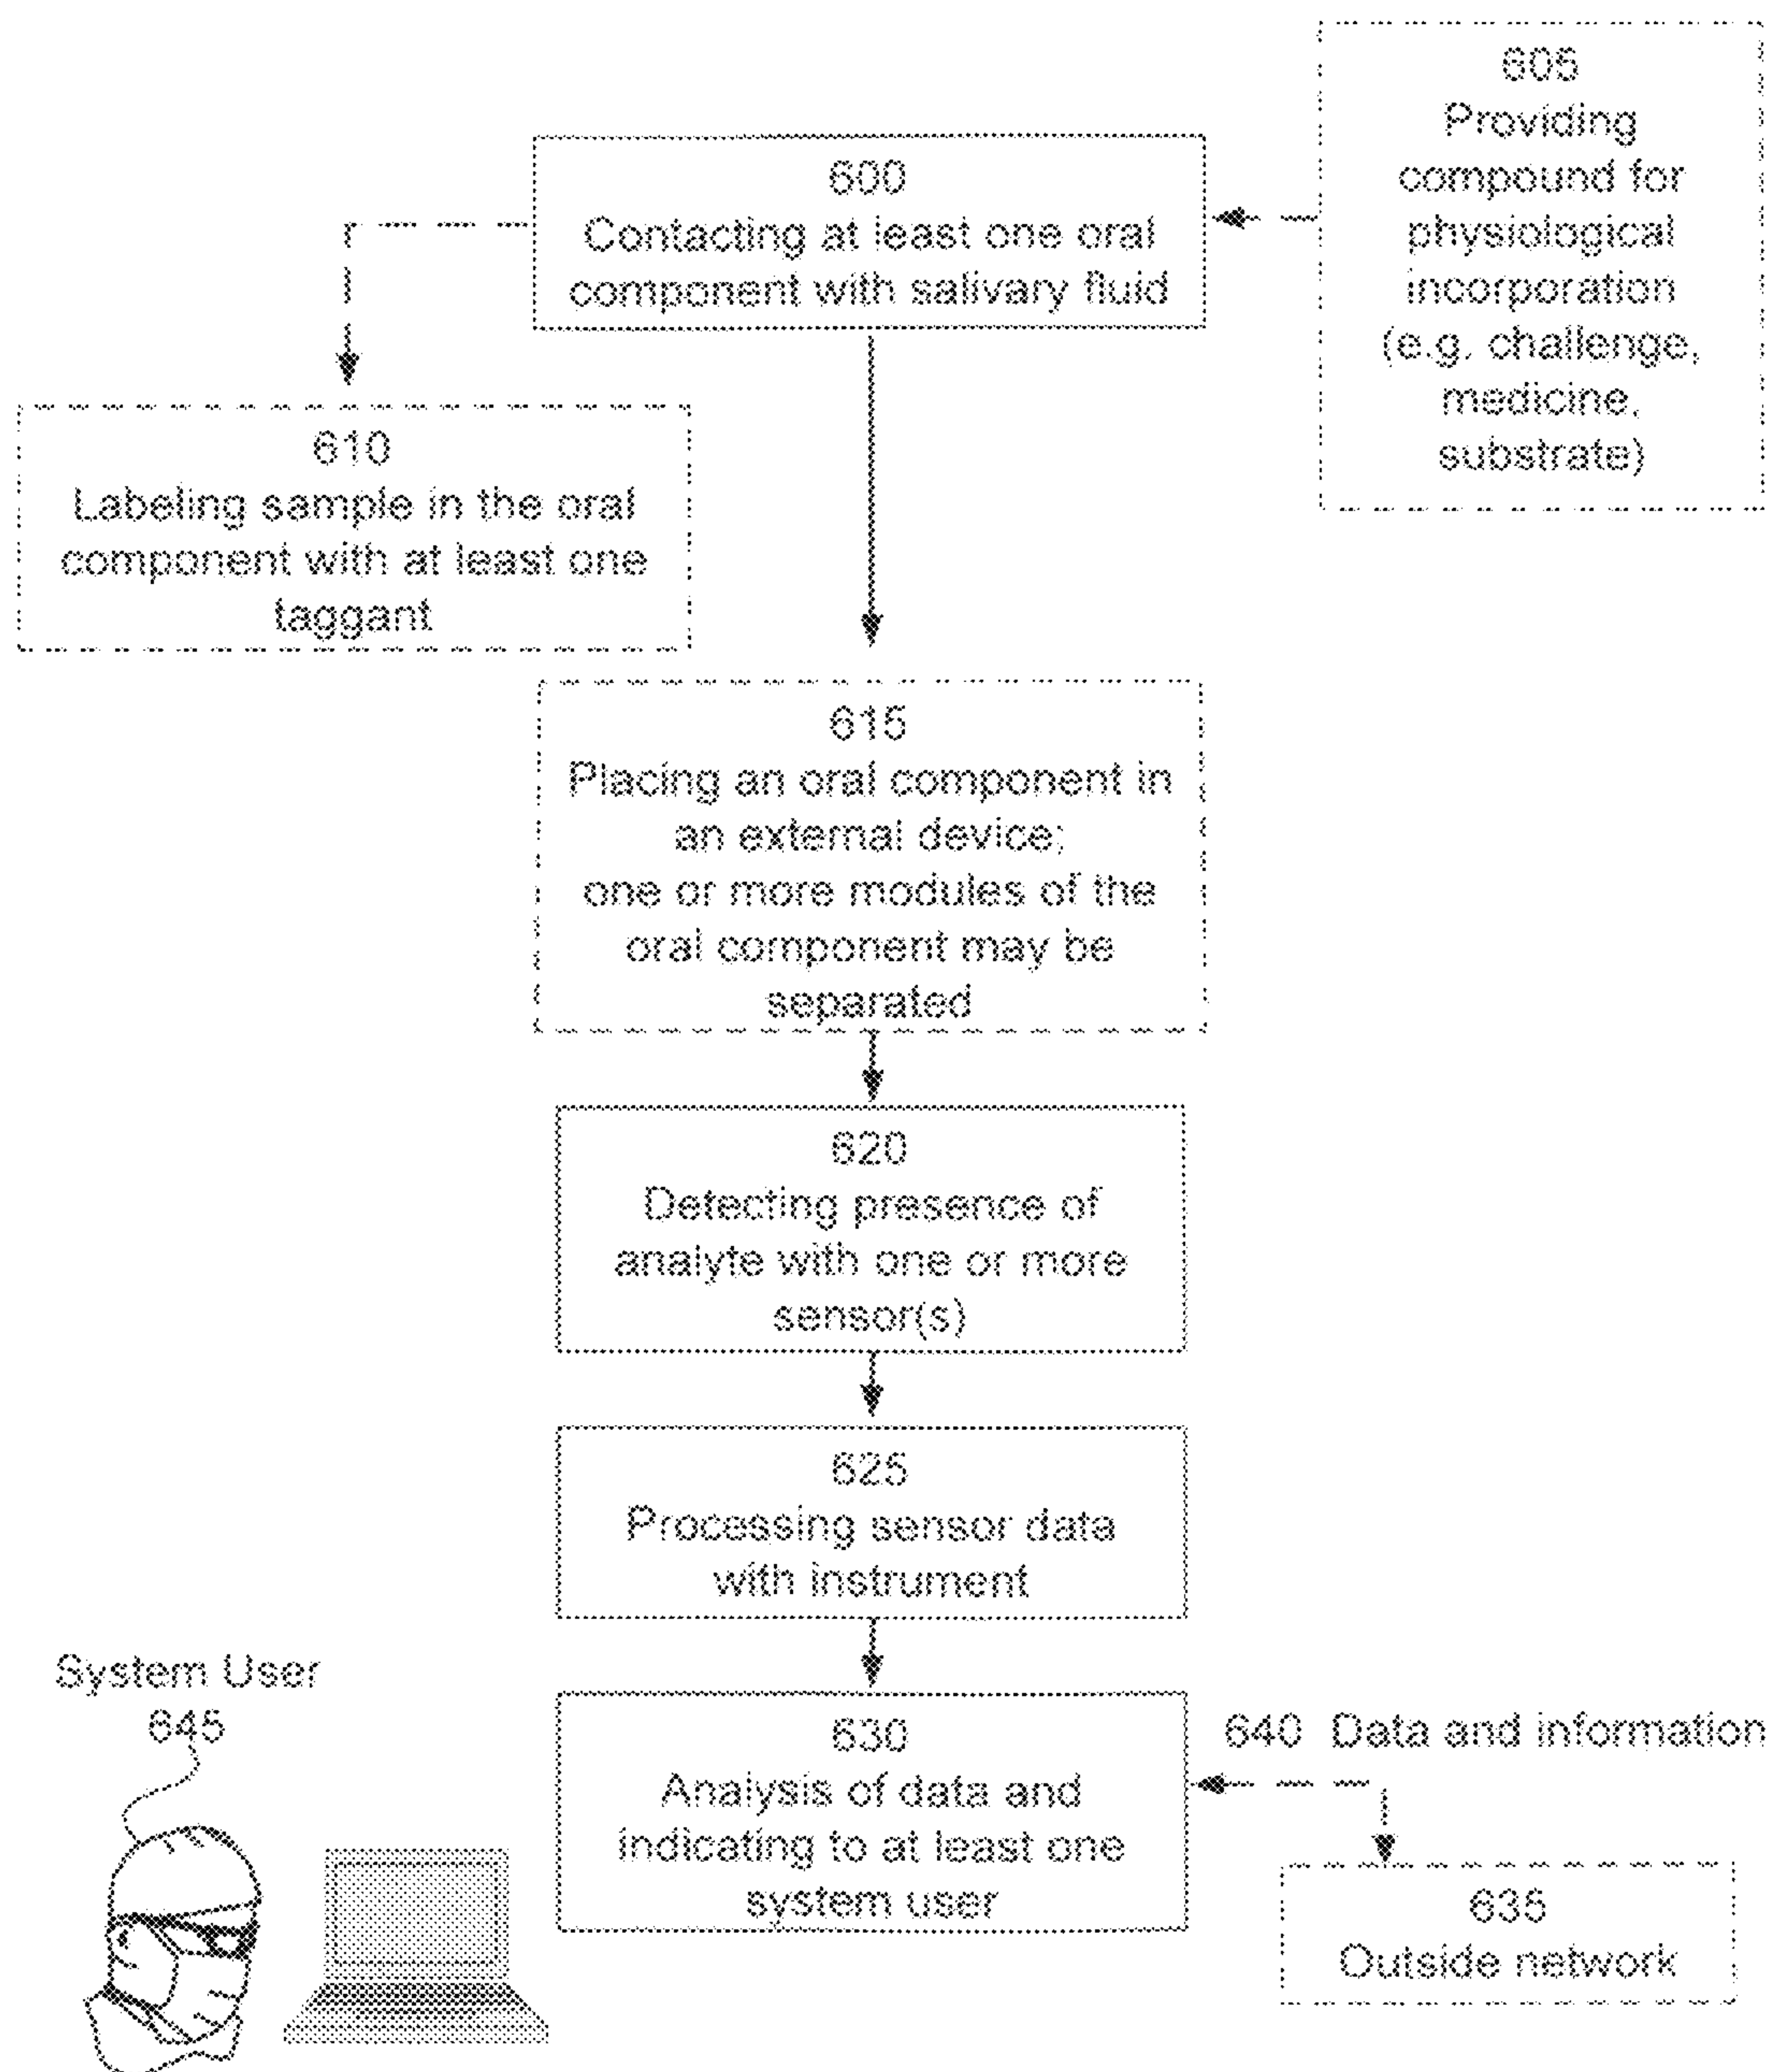 605
Providing
compound for
physiological
incorporation
(e.g. challenge,
medicine,
substrate)
600
Contacting at least one oral
component with salivary fluid
610
Labeling sample in the oral
component with at least one
taggant
615
Placing an oral component in
an external device;
one or more modules of the
oral component may be
separated
620
Detecting presence of
analyte with one or more
sensor(s)
625
Processing sensor data
with instrument
System User
645
630
Analysis of data and
indicating to at least one
system user
640 Data and information
635
Outside network